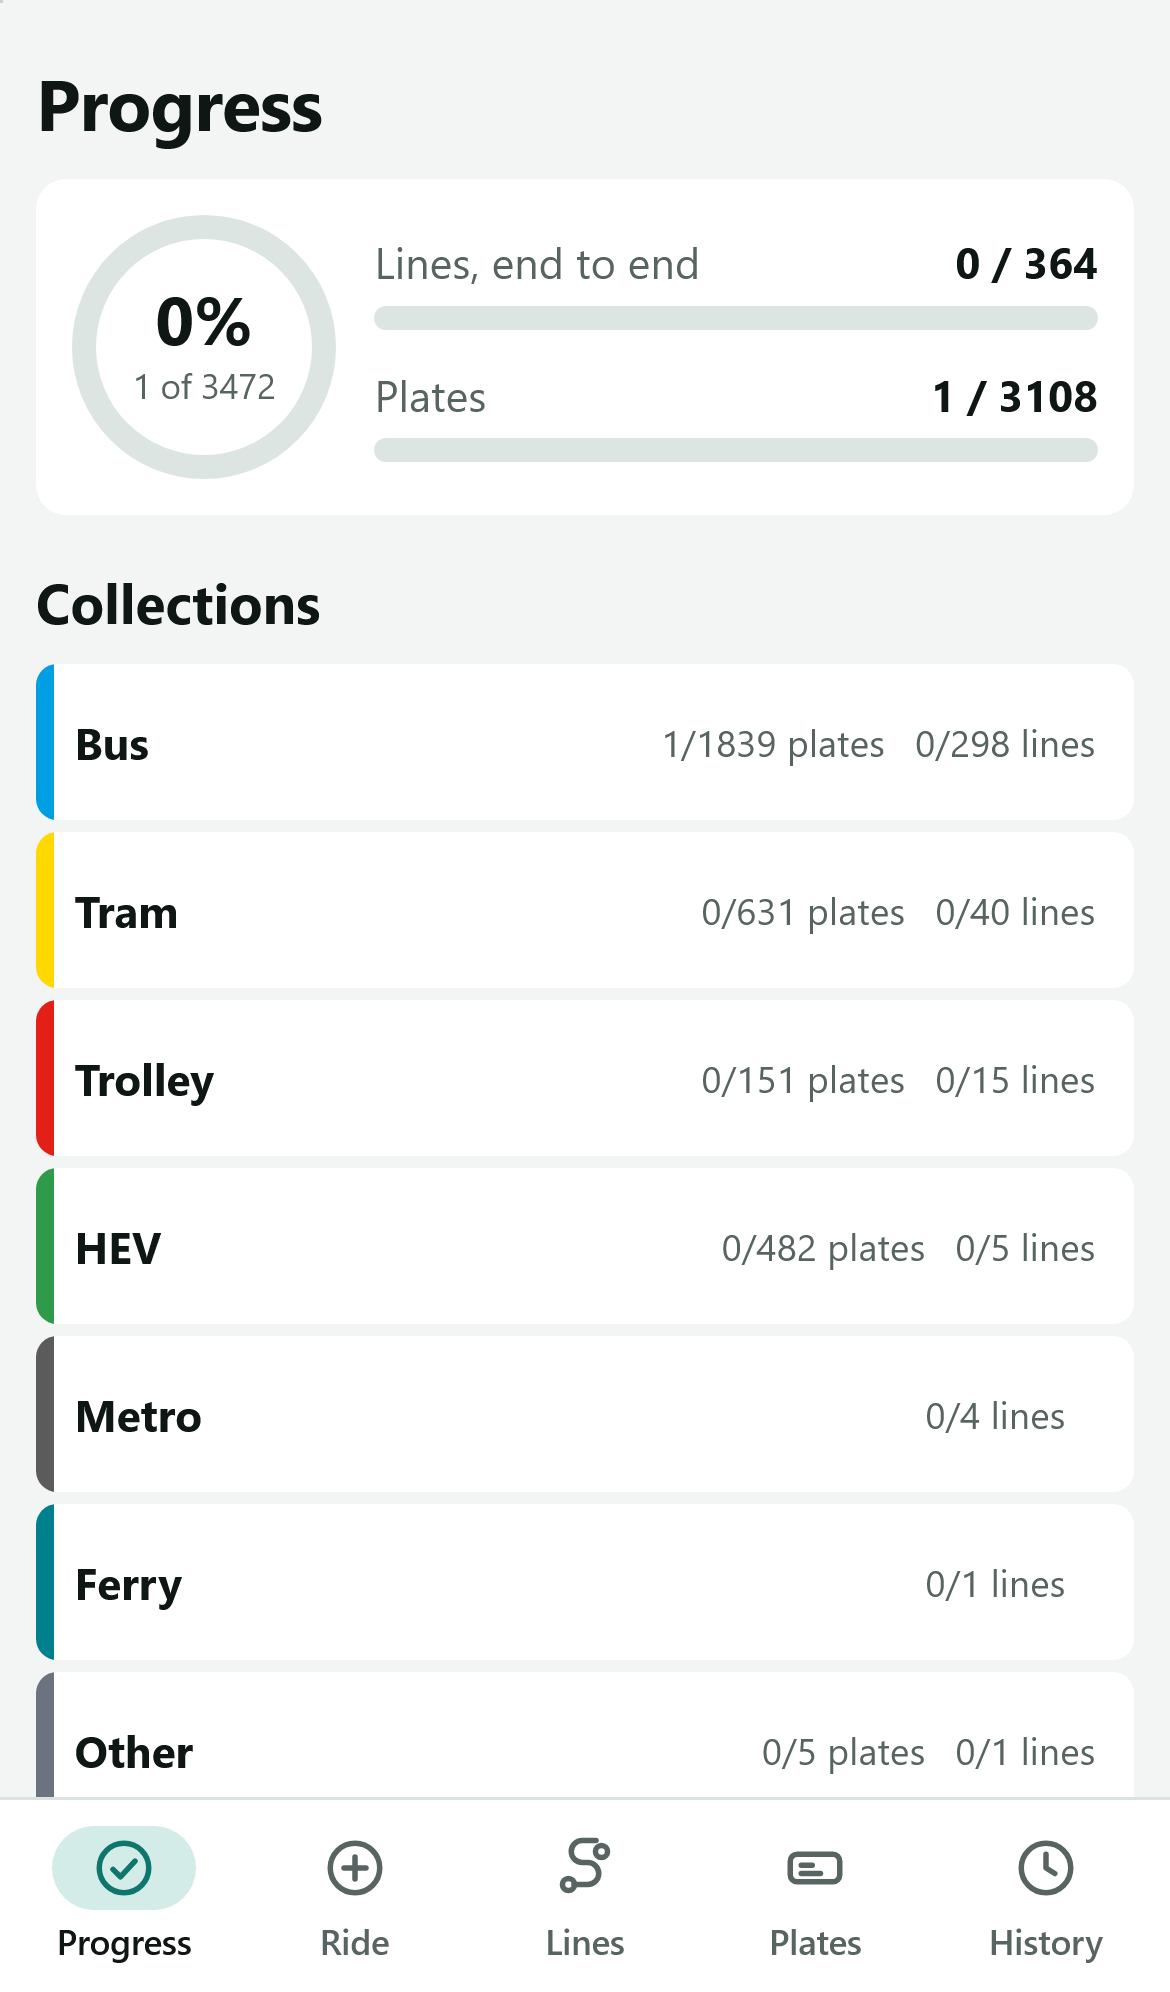 Progress
Lines, end to end 0 / 364
0%
1 of 3472
Plates 1 / 3108
Collections
Bus 1/1839 plates 0/298 lines
Tram 0/631 plates 0/40 lines
Trolley 0/151 plates 0/15 lines
HEV 0/482 plates 0/5 lines
Metro 0/4 lines
Ferry 0/1 lines
Other 0/5 plates 0/1 lines
Progress Ride Lines Plates History